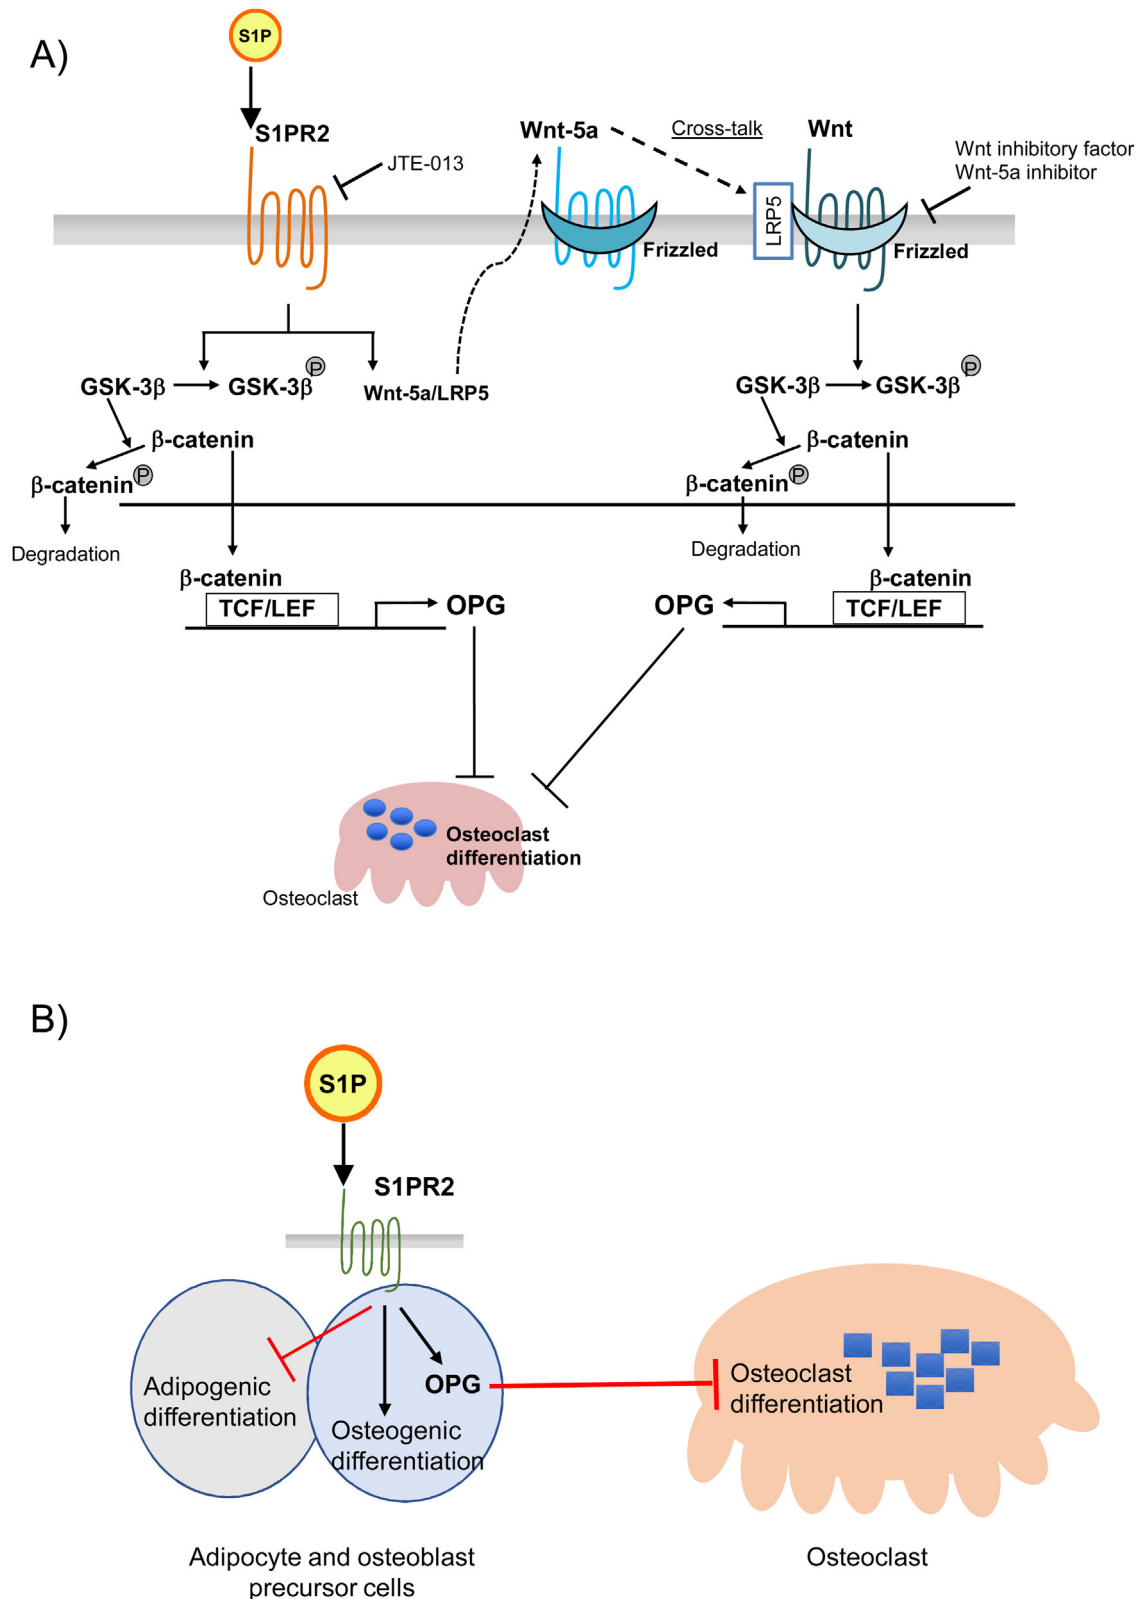 A)
S1P
S1PR2
JTE-013
Wnt-5a
Cross-talk
Wnt
Wnt inhibitory factor
Wnt-5a inhibitor
LRP5
Frizzled
Frizzled
GSK-3β
GSK-3β
P
Wnt-5a/LRP5
GSK-3β
GSK-3β
P
β-catenin
β-catenin
P
Degradation
β-catenin
β-catenin
P
Degradation
β-catenin
TCF/LEF
OPG
OPG
β-catenin
TCF/LEF
Osteoclast
differentiation
Osteoclast
B)
S1P
S1PR2
Adipogenic
differentiation
OPG
Osteogenic
differentiation
Osteoclast
differentiation
Adipocyte and osteoblast
precursor cells
Osteoclast